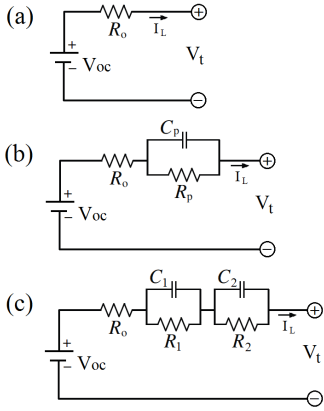 (a)
Ro
IL
+
+
− Voc
Vt
−
(b)
Cp
Ro
Rp
IL
+
+
− Voc
Vt
−
(c)
C1
C2
Ro
R1
R2
IL
+
+
− Voc
Vt
−